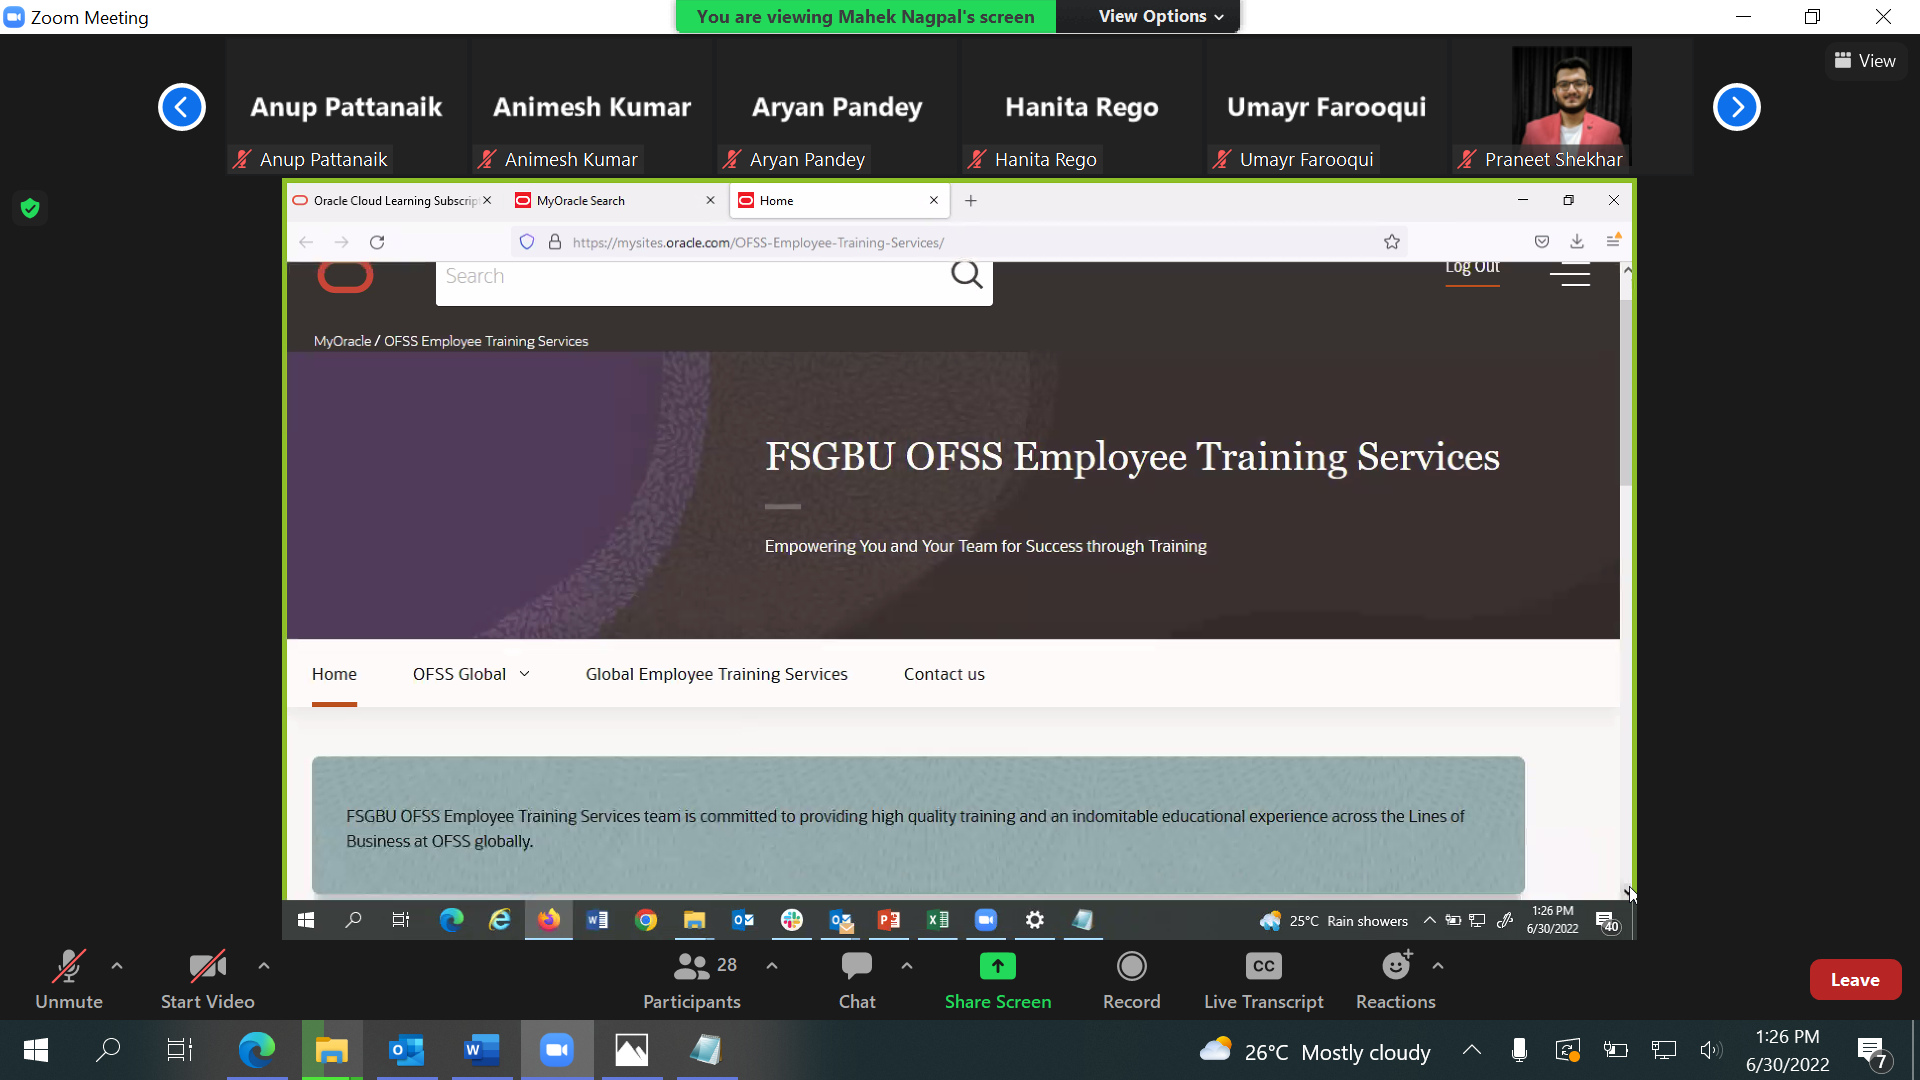 Zoom Meeting
You are viewing Mahek Nagpal's screen
View Options
View
Anup Pattanaik
Animesh Kumar
Aryan Pandey
Hanita Rego
Umayr Farooqui
Anup Pattanaik
Animesh Kumar
Aryan Pandey
Hanita Rego
Umayr Farooqui
Praneet Shekhar
Oracle Cloud Learning Subscrip
MyOracle Search
Home
https://mysites.oracle.com/OFSS-Employee-Training-Services/
Search
Log Out
MyOracle / OFSS Employee Training Services
FSGBU OFSS Employee Training Services
Empowering You and Your Team for Success through Training
Home
OFSS Global
Global Employee Training Services
Contact us
FSGBU OFSS Employee Training Services team is committed to providing high quality training and an indomitable educational experience across the Lines of
Business at OFSS globally.
25°C Rain showers
1:26 PM
6/30/2022
40
Unmute
Start Video
28
Participants
Chat
Share Screen
Record
CC
Live Transcript
Reactions
Leave
26°C Mostly cloudy
1:26 PM
6/30/2022
7